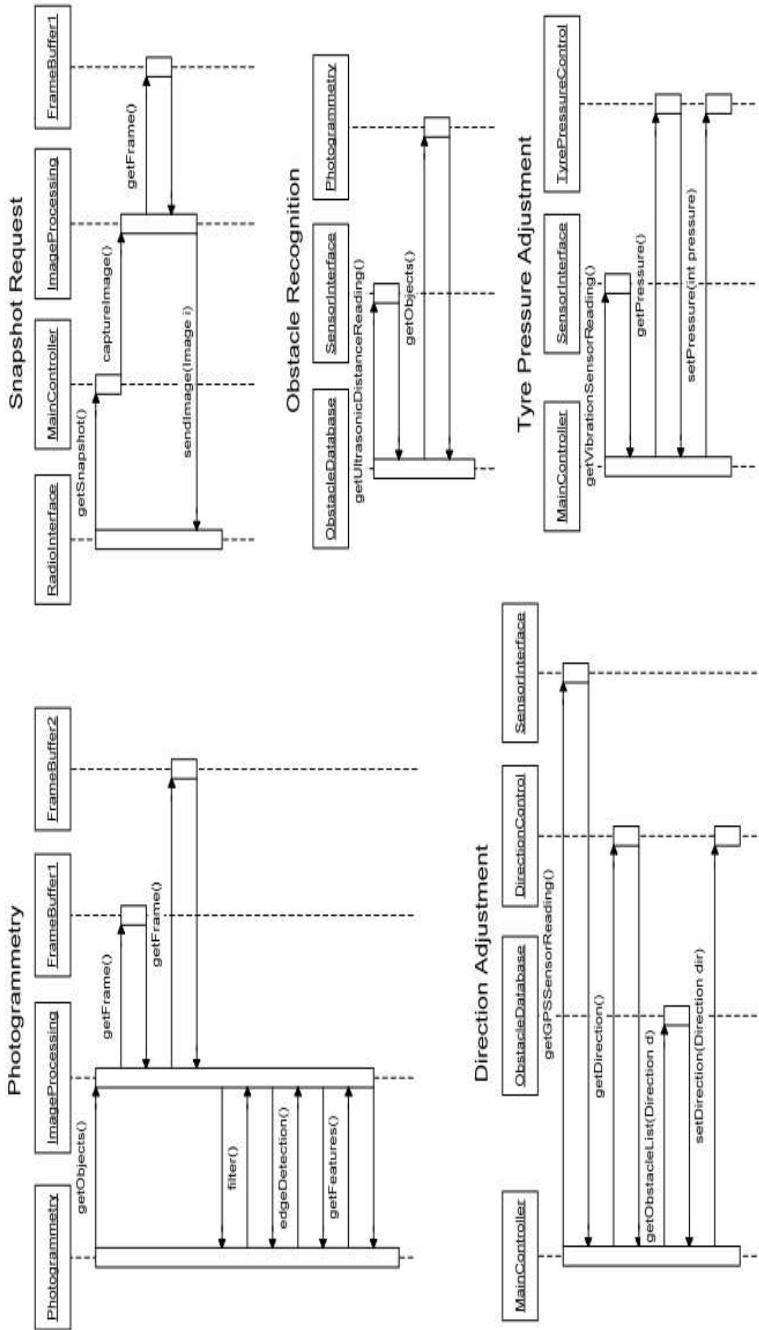 Photogrammetry
Photogrammetry
ImageProcessing
FrameBuffer1
FrameBuffer2
getObjects()
getFrame()
getFrame()
filter()
edgeDetection()
getFeatures()
Snapshot Request
RadioInterface
MainController
ImageProcessing
FrameBuffer1
getSnapshot()
captureImage()
getFrame()
sendImage(Image i)
Obstacle Recognition
ObstacleDatabase
SensorInterface
Photogrammetry
getUltrasonicDistanceReading()
getObjects()
Direction Adjustment
MainController
ObstacleDatabase
DirectionControl
SensorInterface
getGPSSensorReading()
getDirection()
getObstacleList(Direction d)
setDirection(Direction dir)
Tyre Pressure Adjustment
MainController
SensorInterface
TyrePressureControl
getVibrationSensorReading()
getPressure()
setPressure(int pressure)